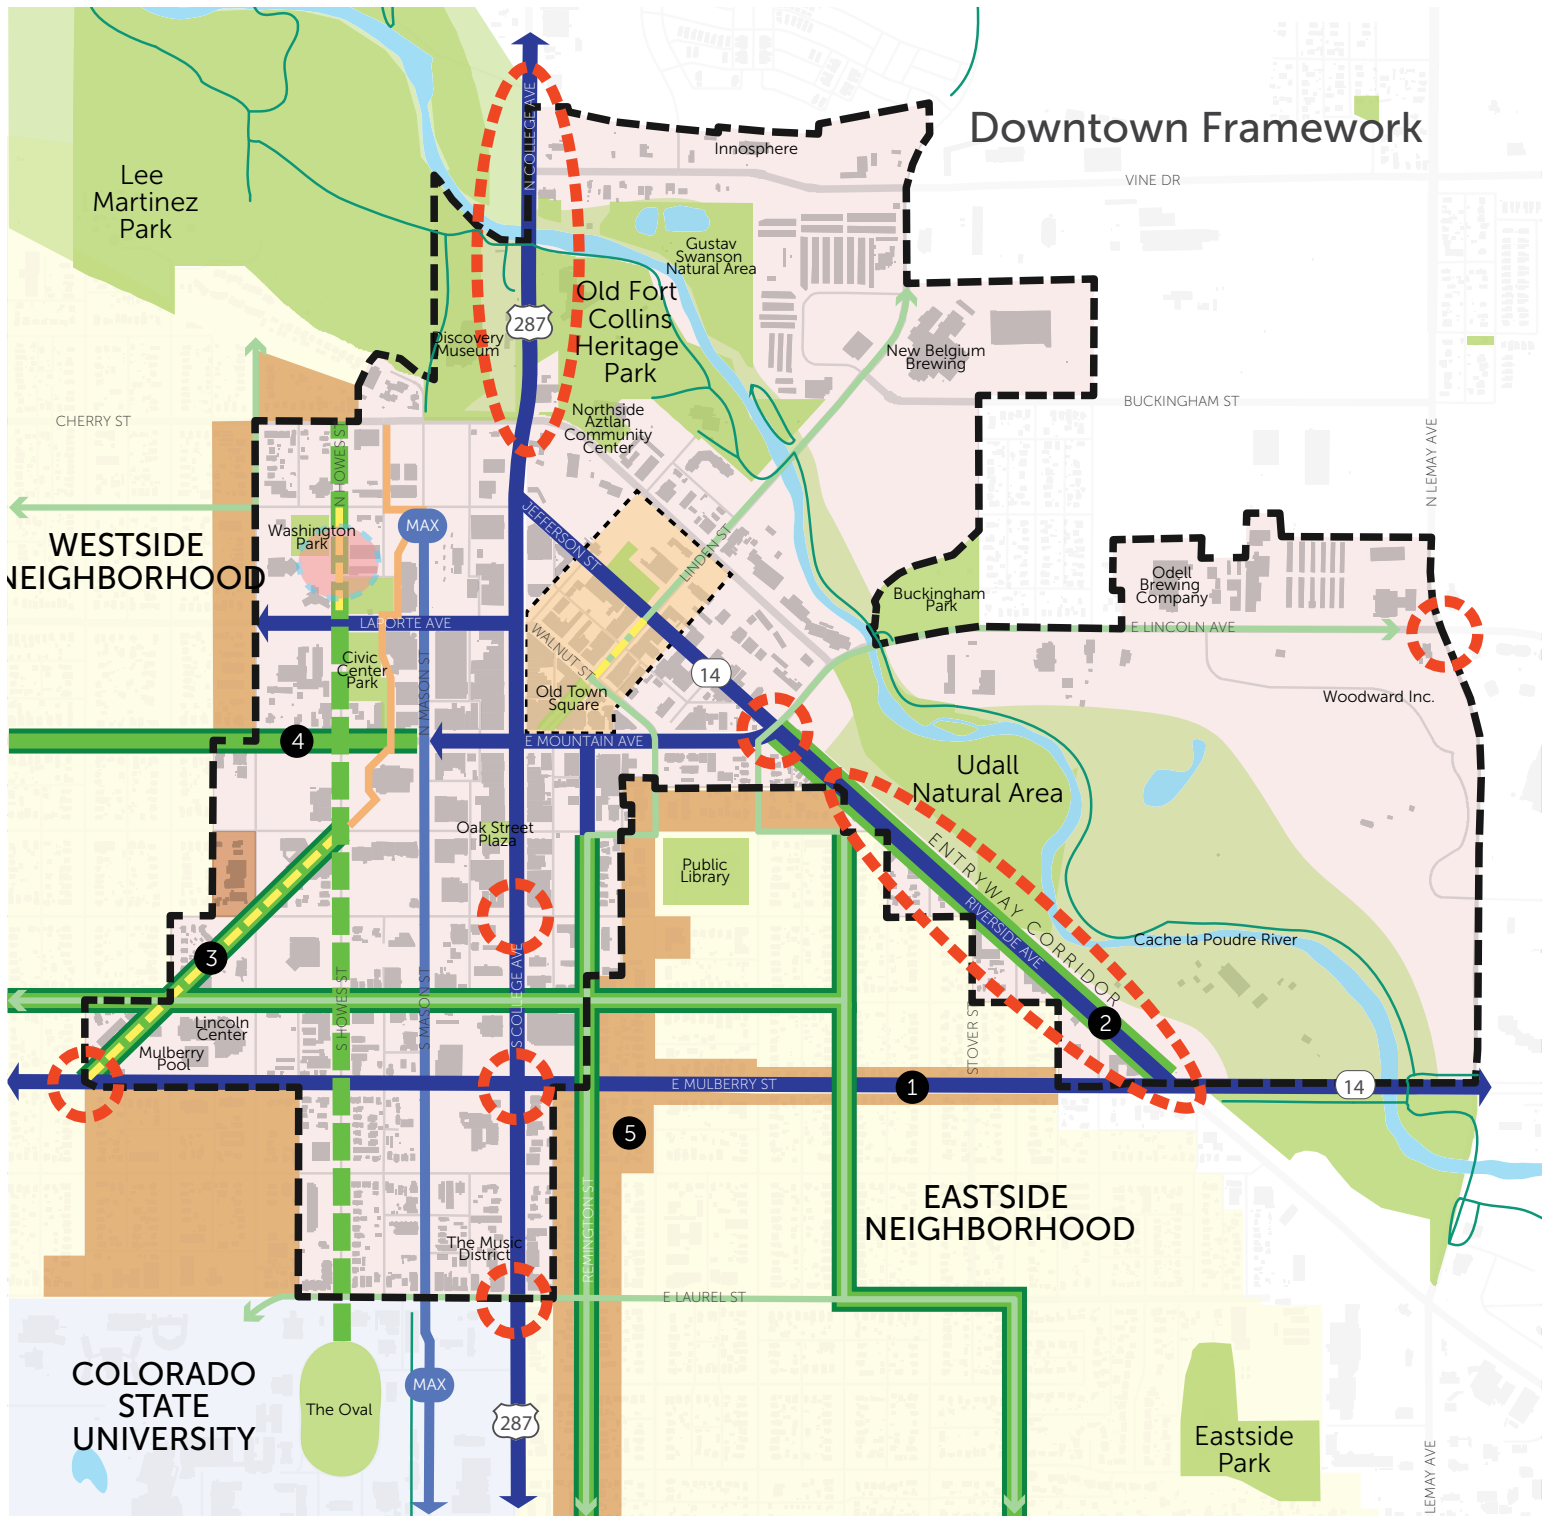 Downtown Framework
N COLLEGE AVE
Innosphere
VINE DR
Lee
Martinez
Park
Gustav
Swanson
Natural Area
Old Fort
Collins
Heritage
Park
287
Discovery
Museum
New Belgium
Brewing
BUCKINGHAM ST
CHERRY ST
Northside
Aztlan
Community
Center
N LEMAY AVE
N HOWES ST
MAX
JEFFERSON ST
Washington
Park
WESTSIDE
NEIGHBORHOOD
LINDEN ST
Odell
Brewing
Company
Buckingham
Park
LAPORTE AVE
WALNUT ST
E LINCOLN AVE
Civic
Center
Park
N MASON ST
14
Old Town
Square
Woodward Inc.
4
E MOUNTAIN AVE
Udall
Natural Area
Oak Street
Plaza
Public
Library
ENTRYWAY CORRIDOR
RIVERSIDE AVE
3
Cache la Poudre River
S HOWES ST
S MASON ST
S COLLEGE AVE
Lincoln
Center
Mulberry
Pool
STOVER ST
2
E MULBERRY ST
1
14
5
REMINGTON ST
EASTSIDE
NEIGHBORHOOD
The Music
District
E LAUREL ST
COLORADO
STATE
UNIVERSITY
MAX
The Oval
287
Eastside
Park
LEMAY AVE